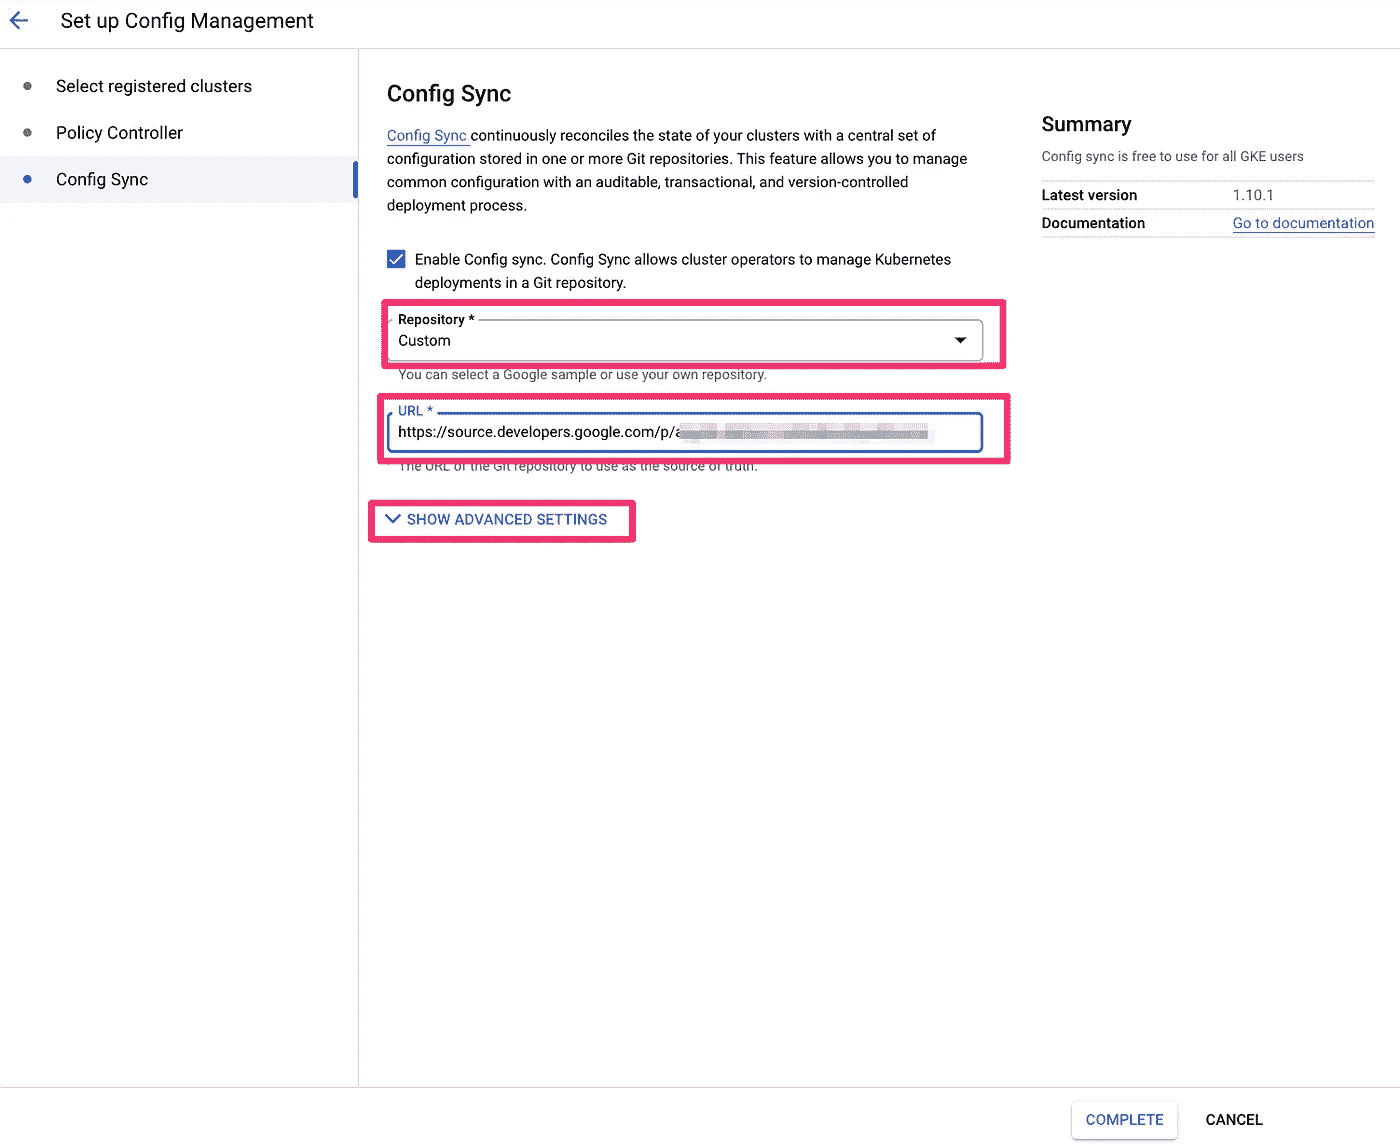 Set up Config Management
Select registered clusters
Policy Controller
Config Sync
Config Sync
Config Sync continuously reconciles the state of your clusters with a central set of
configuration stored in one or more Git repositories. This feature allows you to manage
common configuration with an auditable, transactional, and version-controlled
deployment process.
Enable Config sync. Config Sync allows cluster operators to manage Kubernetes
deployments in a Git repository.
Repository *
Custom
You can select a Google sample or use your own repository.
URL *
https://source.developers.google.com/p/a
The URL of the Git repository to use as the source of truth.
SHOW ADVANCED SETTINGS
Summary
Config sync is free to use for all GKE users
Latest version 1.10.1
Documentation Go to documentation
COMPLETE CANCEL